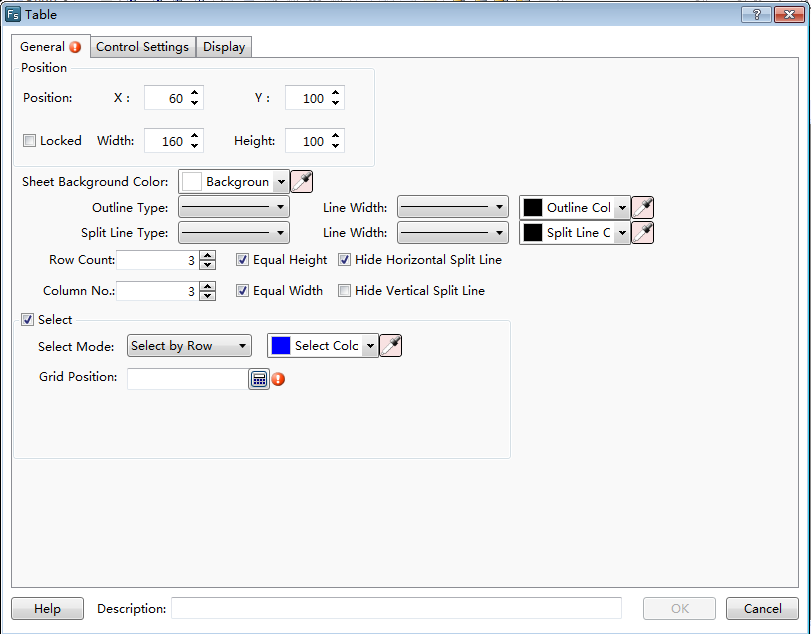 Fs Table ?
General ! Control Settings Display
Position
Position: X : 60 Y : 100
Locked Width: 160 Height: 100
Sheet Background Color: Backgroun
Outline Type: Line Width: Outline Col
Split Line Type: Line Width: Split Line C
Row Count: 3 Equal Height Hide Horizontal Split Line
Column No.: 3 Equal Width Hide Vertical Split Line
Select
Select Mode: Select by Row Select Colc
Grid Position: !
Help Description: OK Cancel